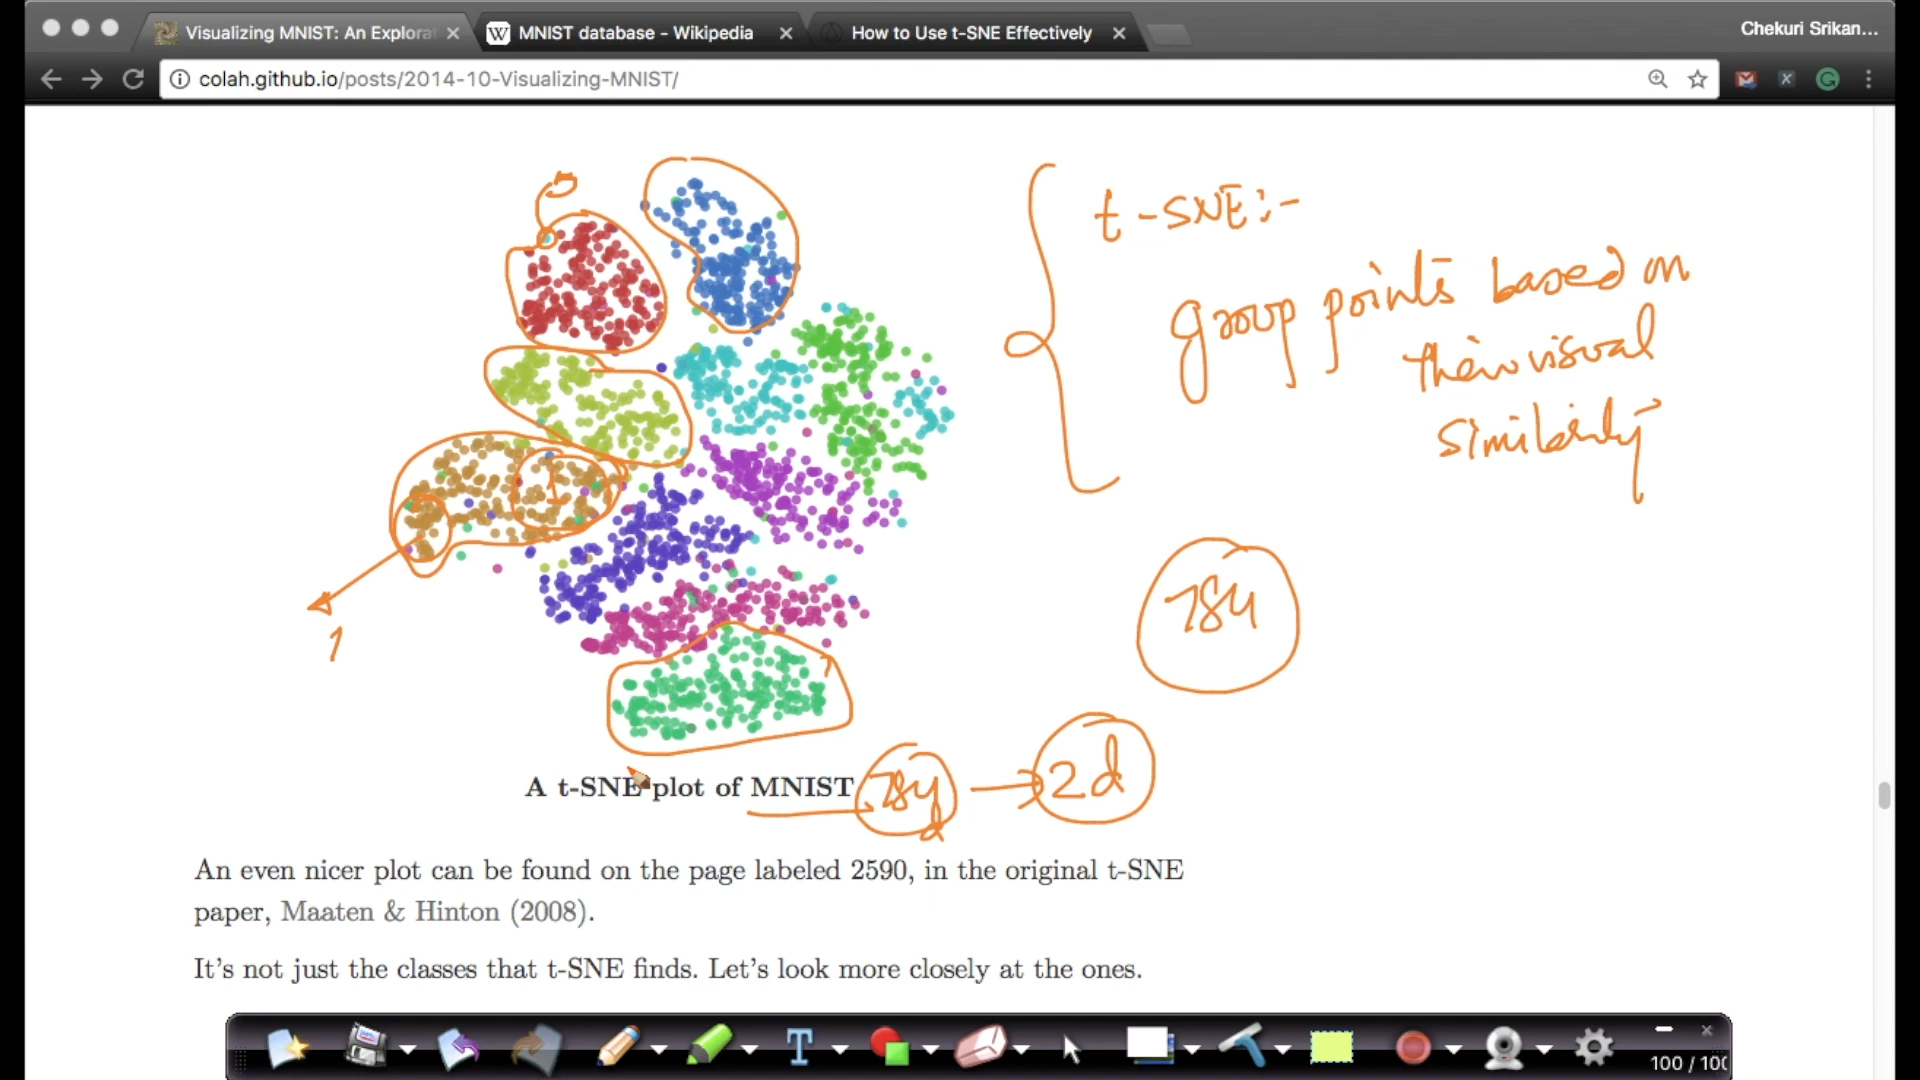 Visualizing MNIST: An Explorat
MNIST database - Wikipedia
How to Use t-SNE Effectively
Chekuri Srikan...
colah.github.io/posts/2014-10-Visualizing-MNIST/
0
t-SNE:-
group points based on
their visual
similarity
1
1
784
A t-SNE plot of MNIST
784 d
2d
An even nicer plot can be found on the page labeled 2590, in the original t-SNE
paper, Maaten & Hinton (2008).
It's not just the classes that t-SNE finds. Let's look more closely at the ones.
T
100 / 100